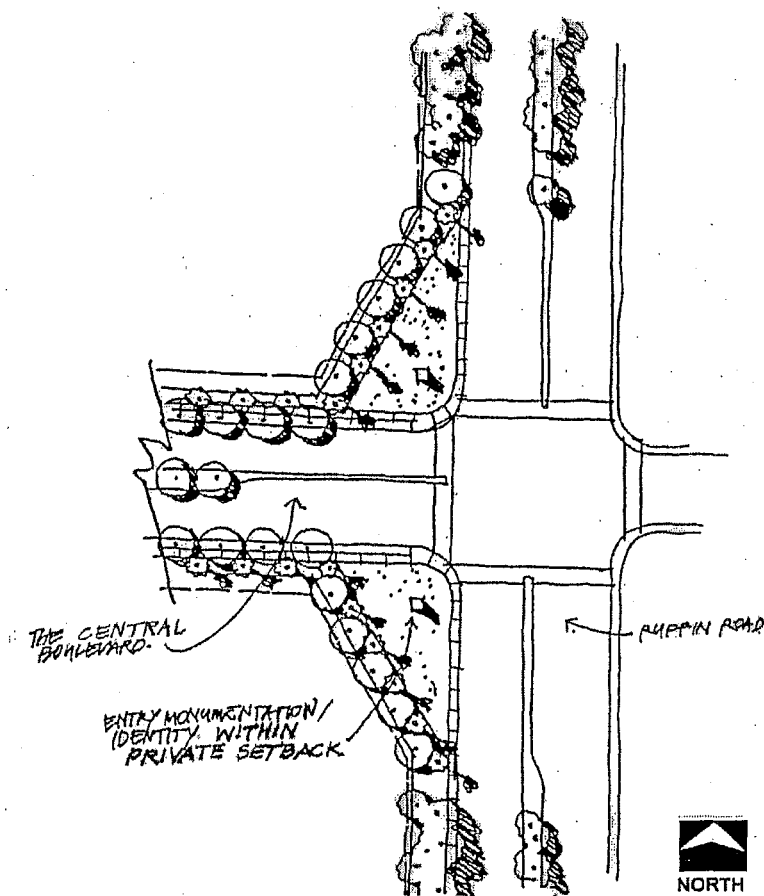 THE CENTRAL
BOULEVARD.
RUFFIN ROAD
ENTRY MONUMENTATION/
IDENTITY WITHIN
PRIVATE SETBACK
NORTH